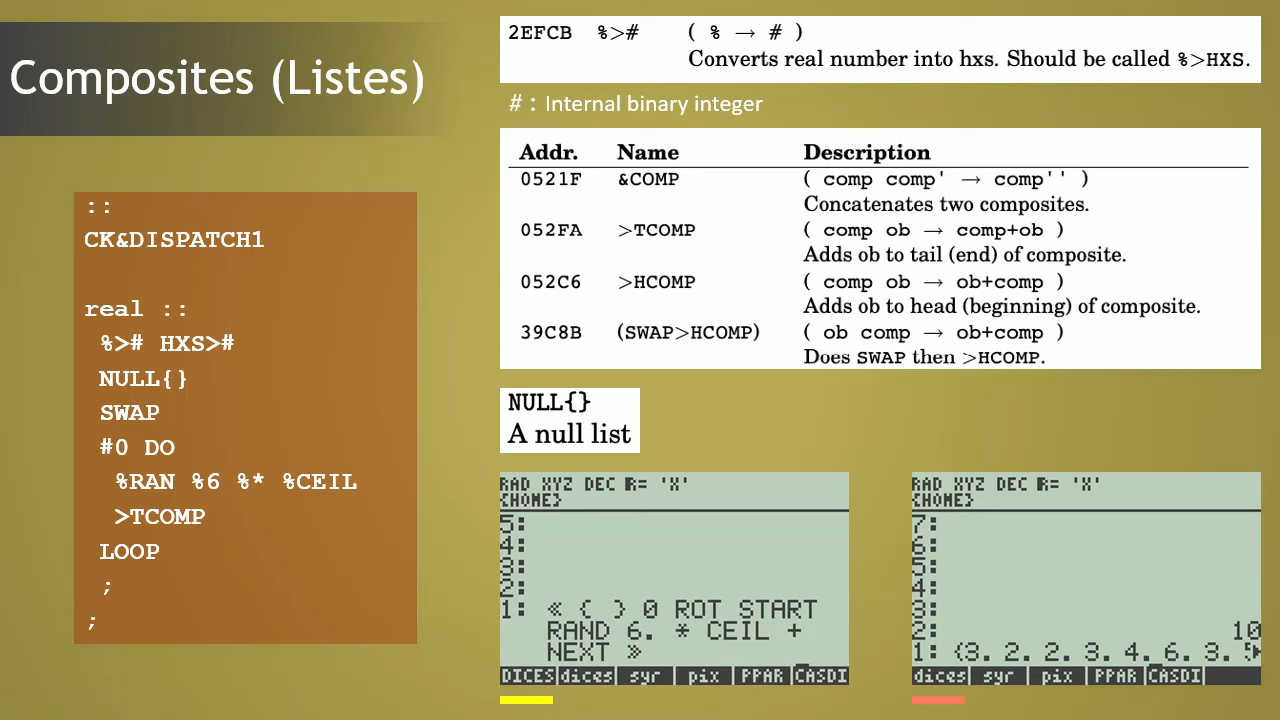 Composites (Listes)
::
CK&DISPATCH1
real ::
%># HXS>#
NULL{}
SWAP
#0 DO
%RAN %6 %* %CEIL
>TCOMP
LOOP
;
;
2EFCB %># ( % → # )
Converts real number into hxs. Should be called %>HXS.
# : Internal binary integer
Addr. Name Description
0521F &COMP ( comp comp' → comp'' )
Concatenates two composites.
052FA >TCOMP ( comp ob → comp+ob )
Adds ob to tail (end) of composite.
052C6 >HCOMP ( comp ob → ob+comp )
Adds ob to head (beginning) of composite.
39C8B (SWAP>HCOMP) ( ob comp → ob+comp )
Does SWAP then >HCOMP.
NULL{}
A null list
RAD XYZ DEC R= 'X'
{HOME}
5:
4:
3:
2:
1: « { } 0 ROT START
RAND 6. * CEIL +
NEXT »
DICES dices syr pix PPAR CASDI
RAD XYZ DEC R= 'X'
{HOME}
7:
6:
5:
4:
3:
2: 10
1: {3. 2. 2. 3. 4. 6. 3.
dices syr pix PPAR CASDI